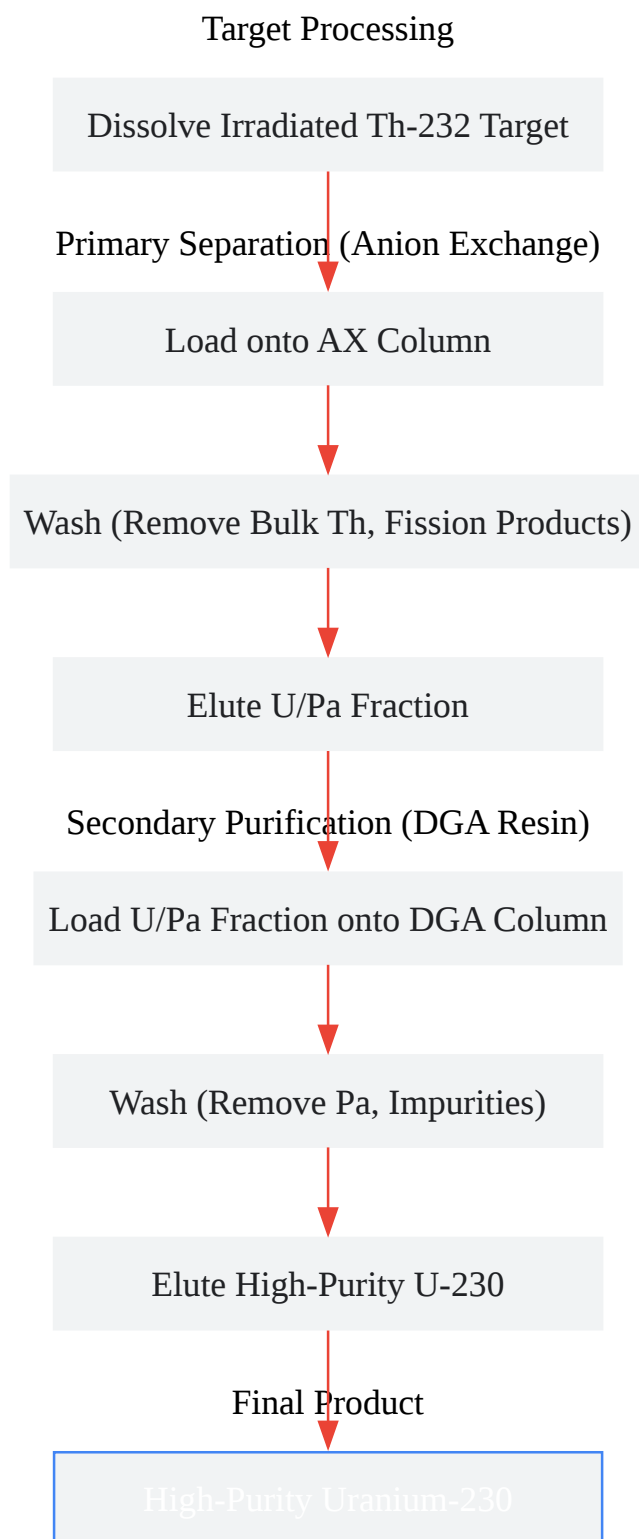 Target Processing
Dissolve Irradiated Th-232 Target
Primary Separation (Anion Exchange)
Load onto AX Column
Wash (Remove Bulk Th, Fission Products)
Elute U/Pa Fraction
Secondary Purification (DGA Resin)
Load U/Pa Fraction onto DGA Column
Wash (Remove Pa, Impurities)
Elute High-Purity U-230
Final Product
High-Purity Uranium-230